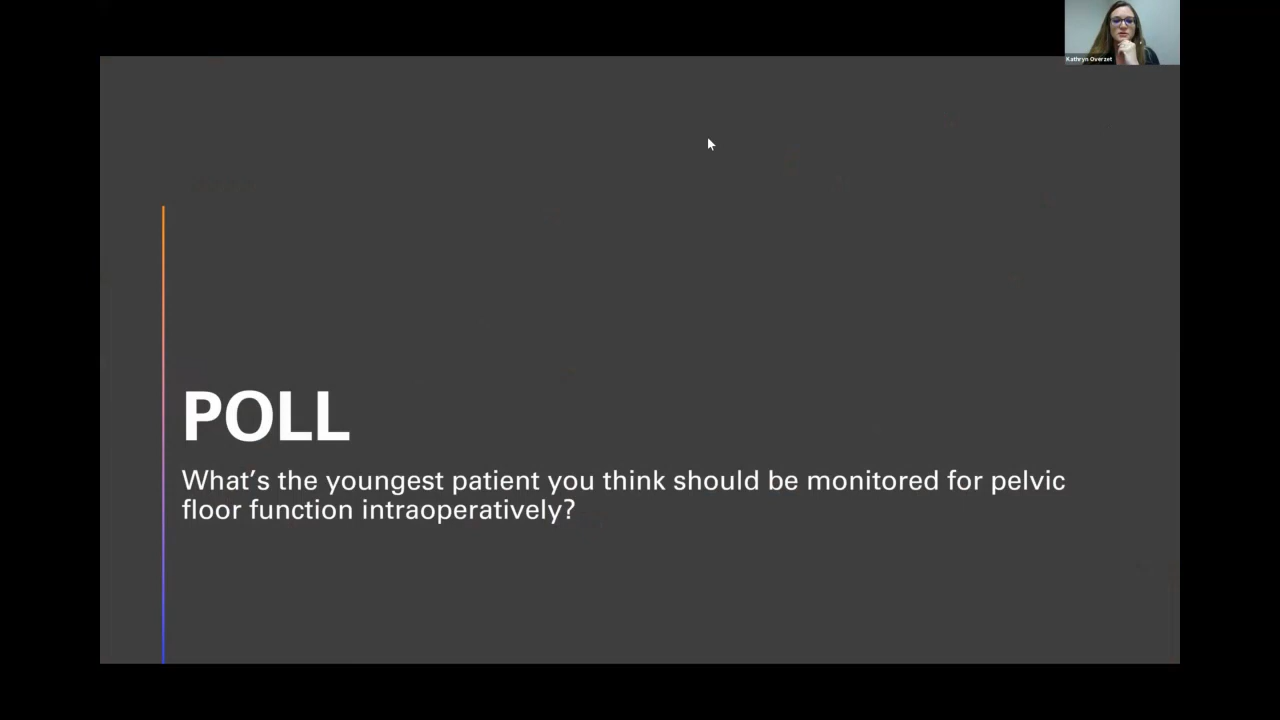 Kathryn Overzet
POLL
What's the youngest patient you think should be monitored for pelvic
floor function intraoperatively?